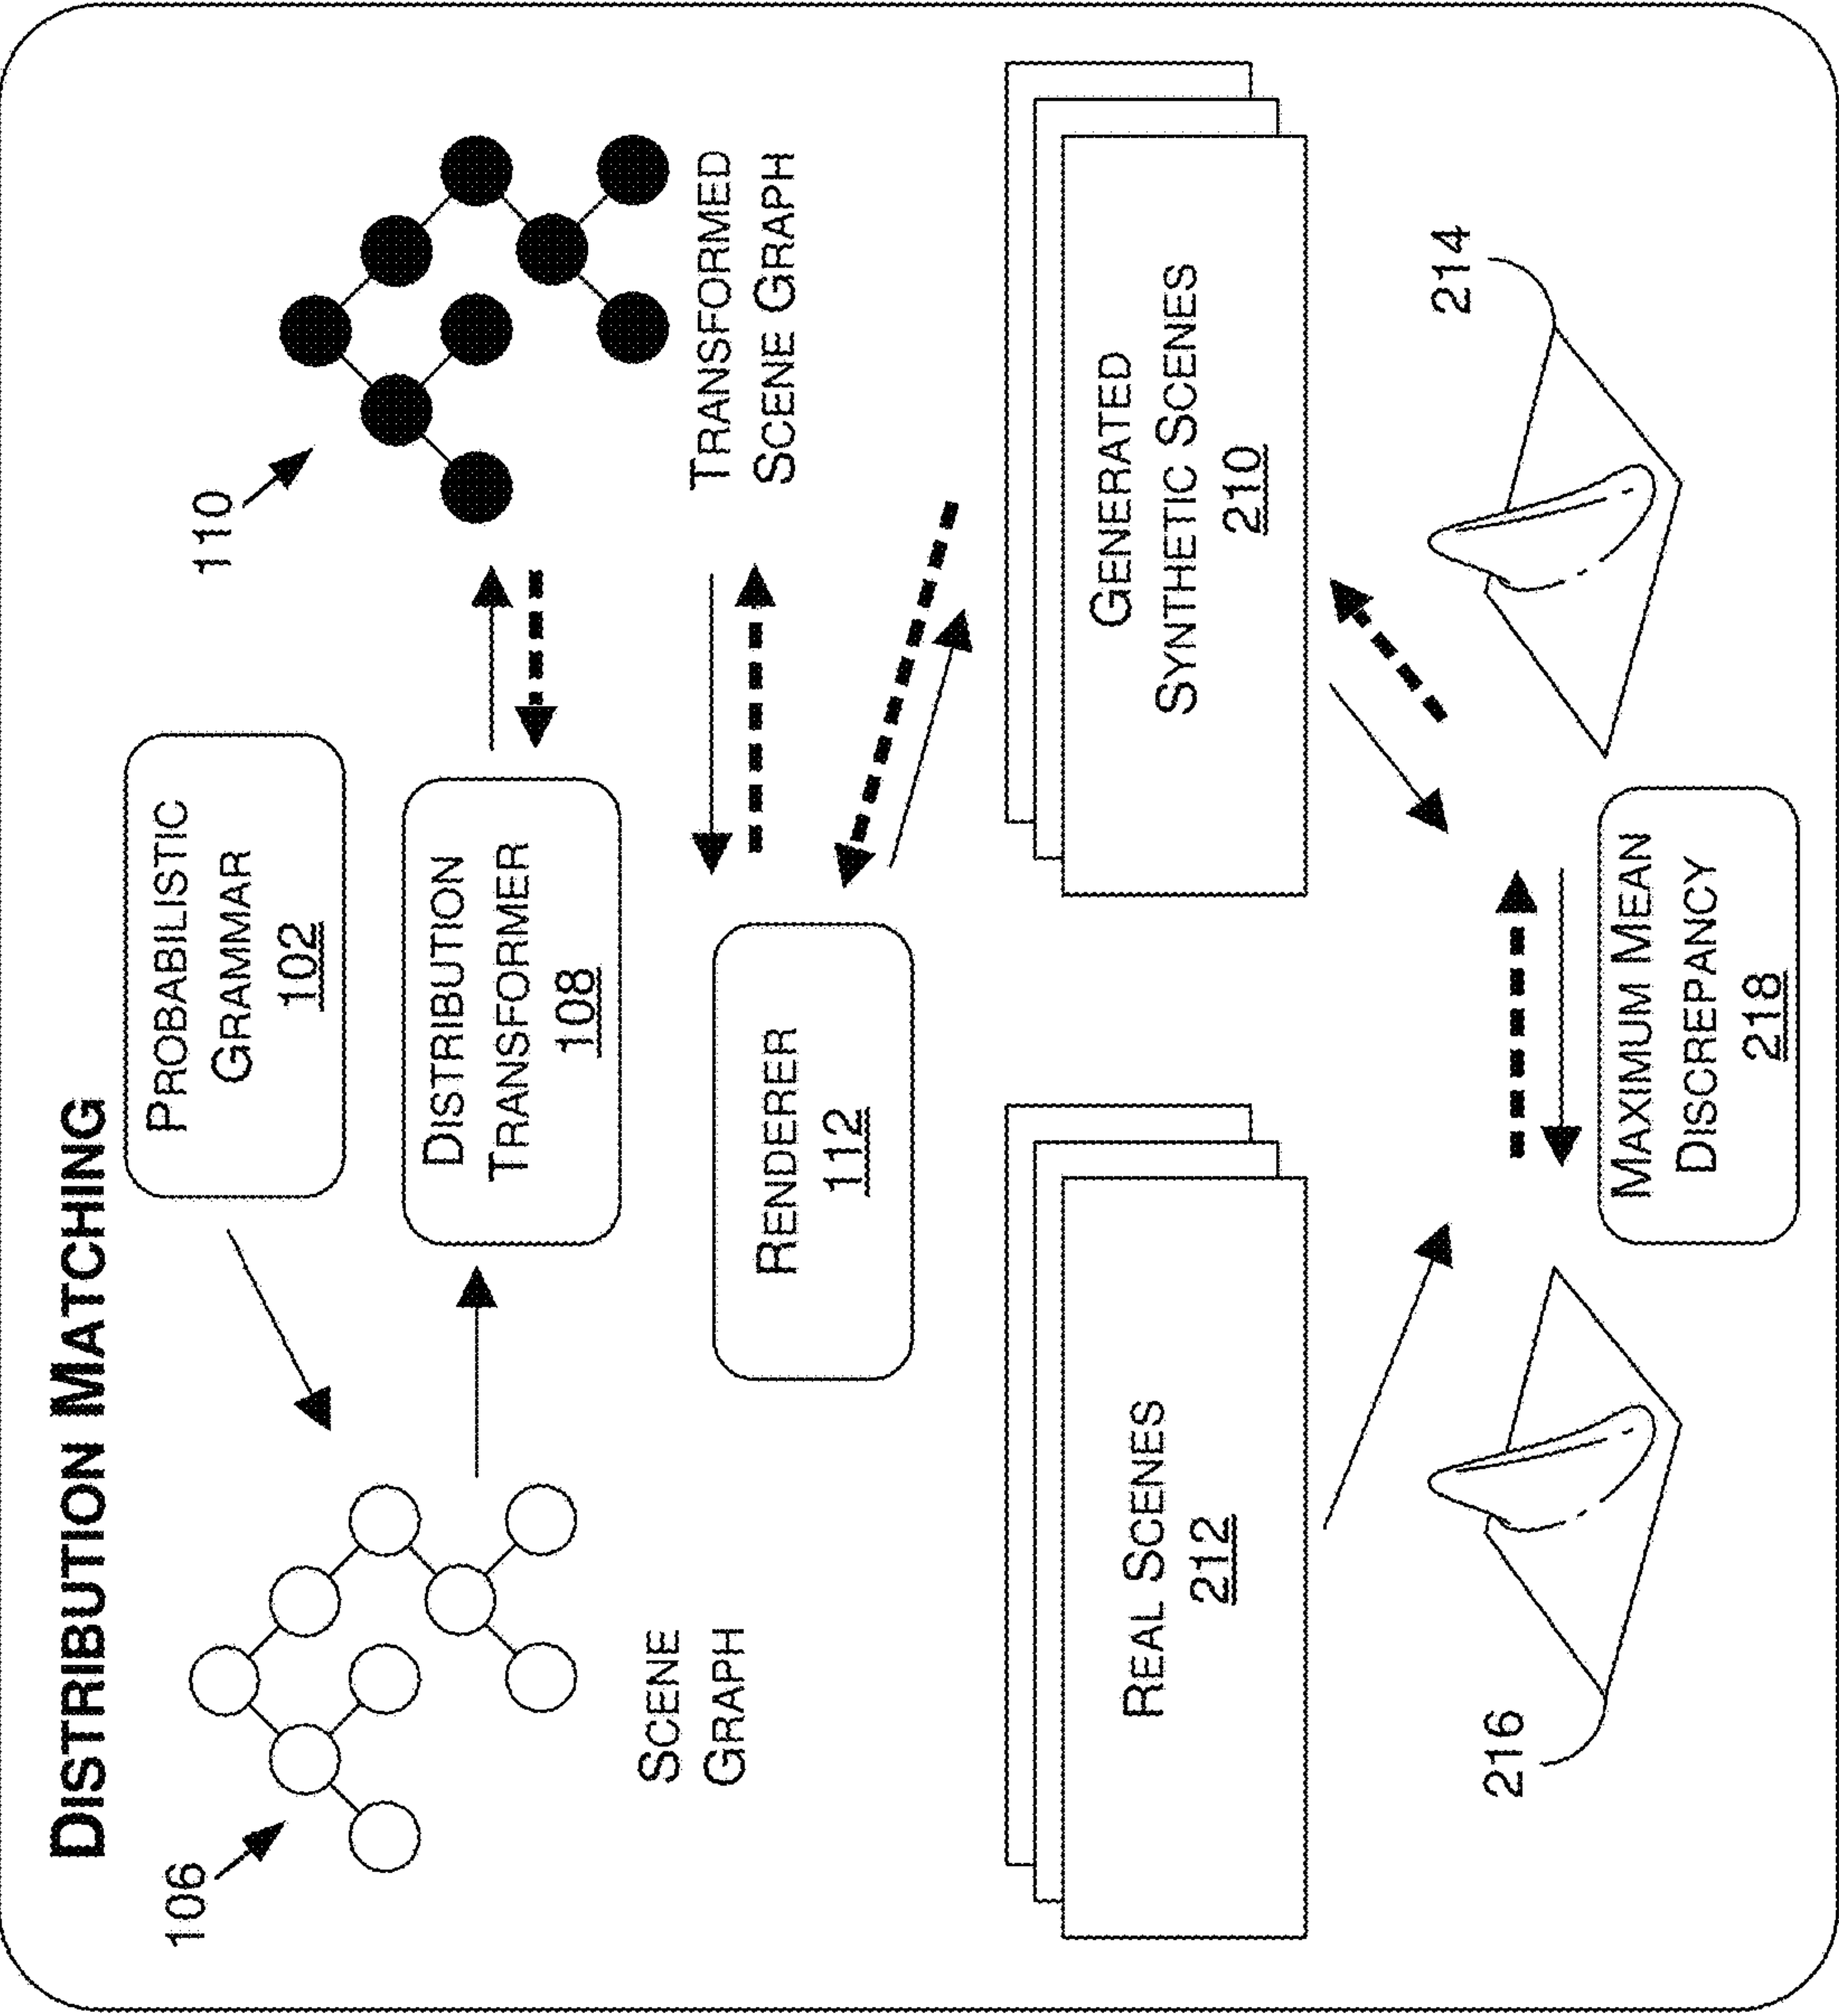 DISTRIBUTION MATCHING
106
PROBABILISTIC
GRAMMAR
102
110
DISTRIBUTION
TRANSFORMER
108
SCENE
GRAPH
RENDERER
112
TRANSFORMED
SCENE GRAPH
REAL SCENES
212
GENERATED
SYNTHETIC SCENES
210
216
214
MAXIMUM MEAN
DISCREPANCY
218